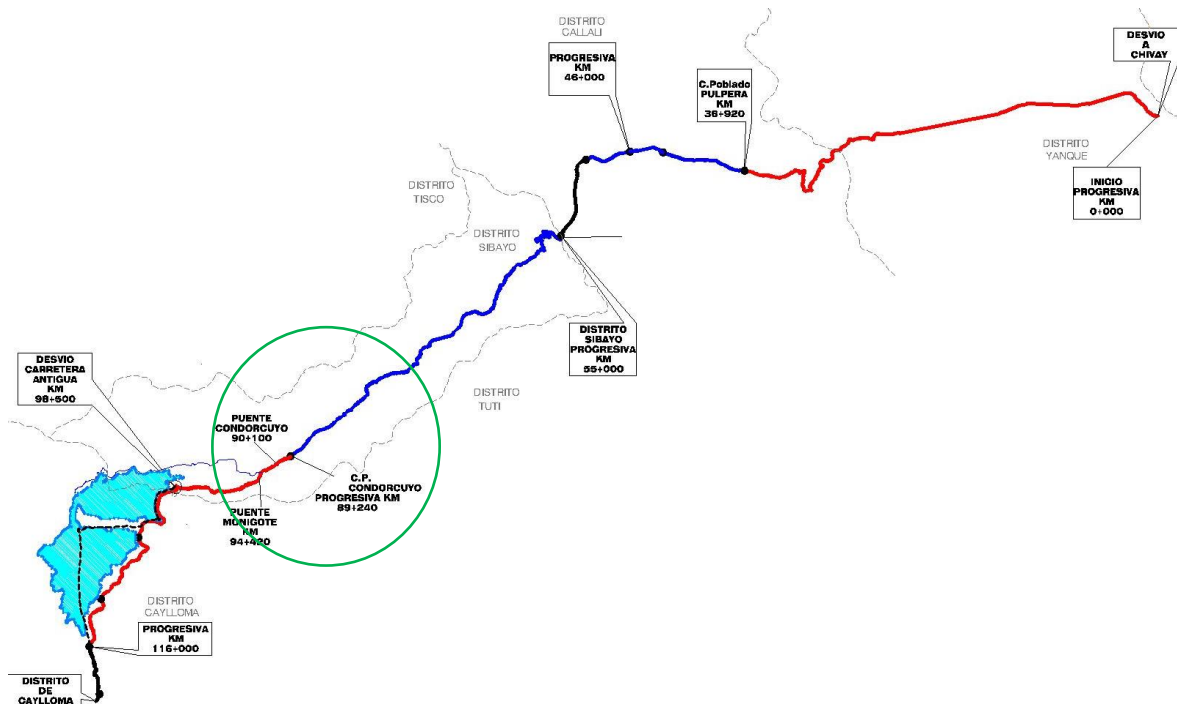 DISTRITO
CALLALI
PROGRESIVA
KM
46+000
DESVIO
A
CHIVAY
C.Poblado
PULPERA
KM
36+920
DISTRITO
YANQUE
INICIO
PROGRESIVA
KM
0+000
DISTRITO
TISCO
DISTRITO
SIBAYO
DISTRITO
SIBAYO
PROGRESIVA
KM
55+000
DISTRITO
TUTI
DESVIO
CARRETERA
ANTIGUA
KM
98+500
PUENTE
CONDORCUYO
90+100
C.P.
CONDORCUYO
PROGRESIVA KM
89+240
PUENTE
MONIGOTE
KM
94+420
DISTRITO
CAYLLOMA
PROGRESIVA
KM
116+000
DISTRITO
DE
CAYLLOMA